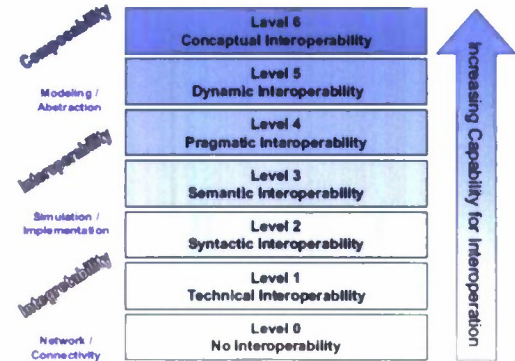 Composability
Modeling /
Abstraction
Interoperability
Simulation /
Implementation
Integratability
Network /
Connectivity
Level 6
Conceptual Interoperability
Level 5
Dynamic Interoperability
Level 4
Pragmatic Interoperability
Level 3
Semantic Interoperability
Level 2
Syntactic Interoperability
Level 1
Technical Interoperability
Level 0
No Interoperability
Increasing Capability for Interoperation